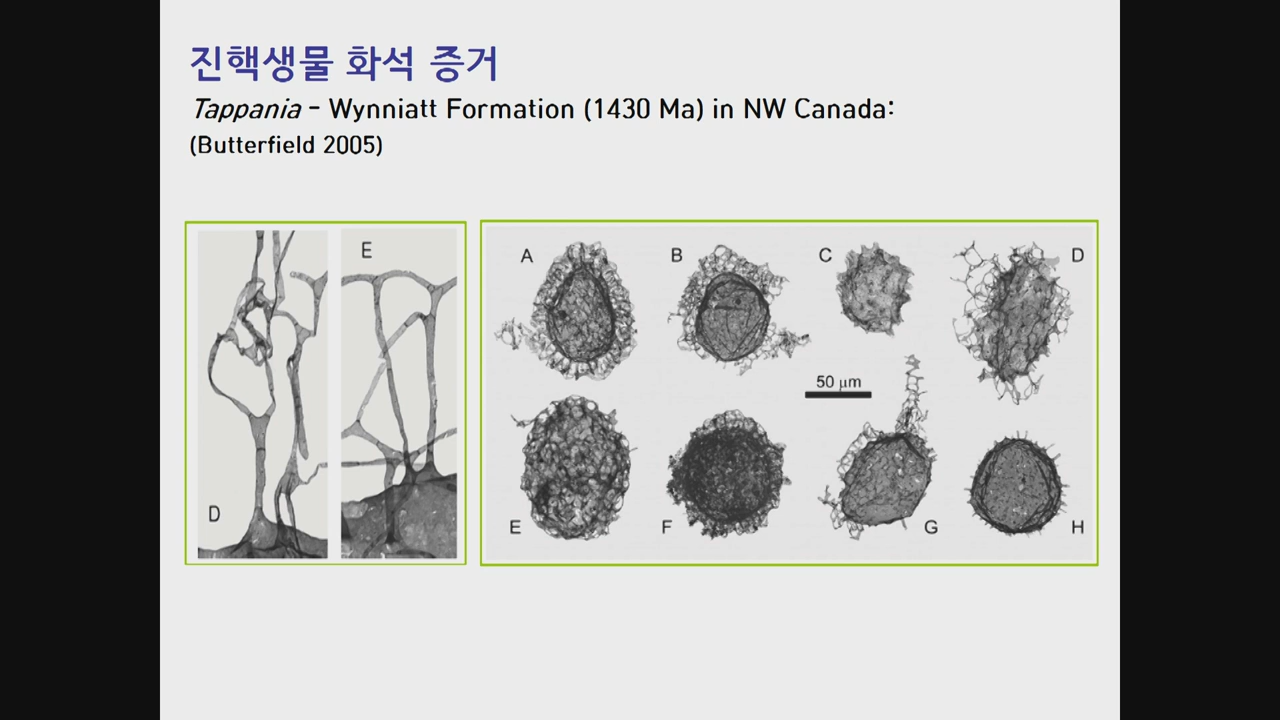 진핵생물 화석 증거
Tappania - Wynniatt Formation (1430 Ma) in NW Canada:
(Butterfield 2005)
D
E
A
B
C
D
50 μm
E
F
G
H